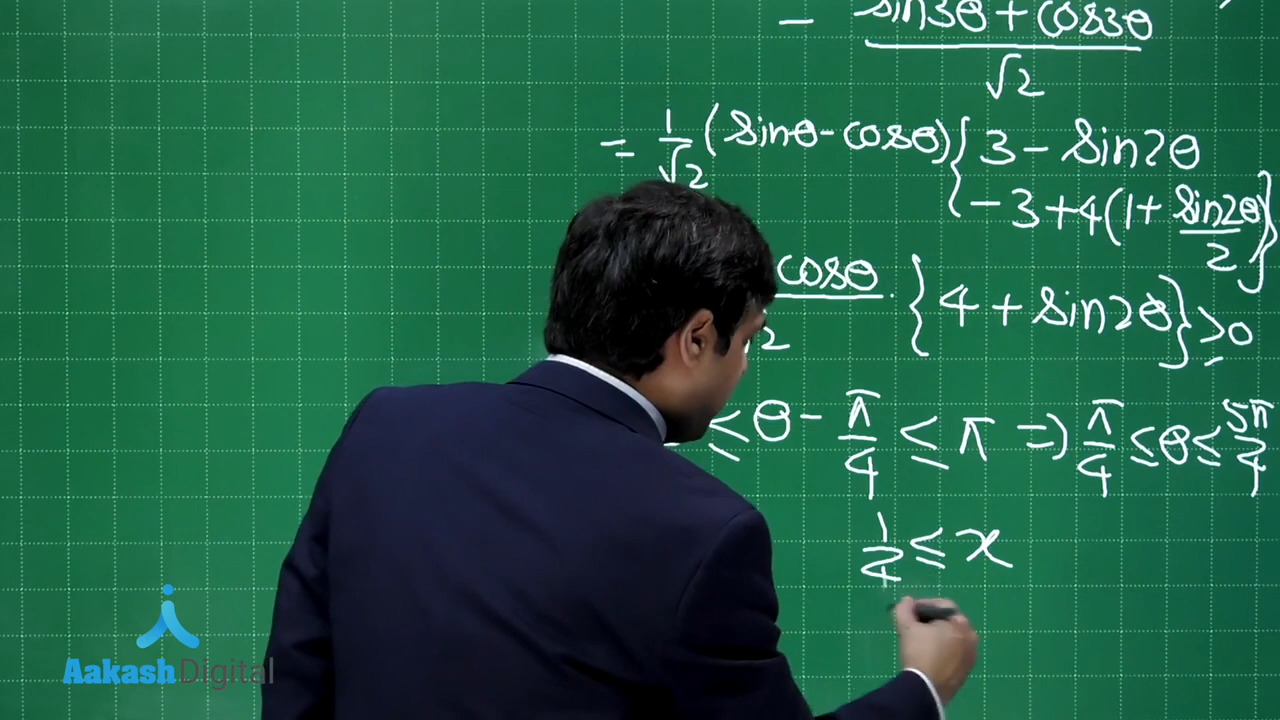 - sin3θ + cos3θ
√2
= 1/√2 (sinθ - cosθ) { 3 - sin2θ
- 3 + 4(1 + sin2θ/2) }
cosθ/2 . { 4 + sin2θ } ≥ 0
≤ θ - π/4 ≤ π ⇒ π/4 ≤ θ ≤ 5π/4
1/4 ≤ x
Aakash Digital